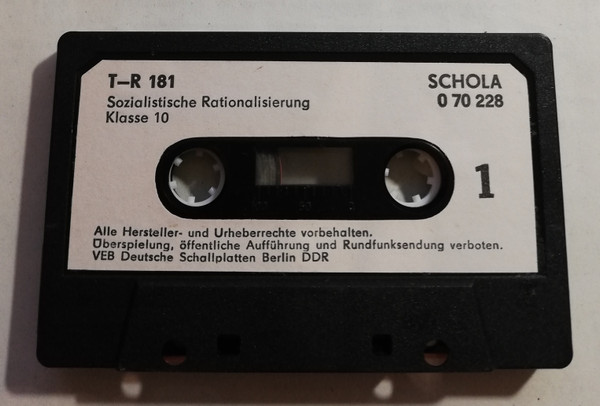 T–R 181
SCHOLA
Sozialistische Rationalisierung
0 70 228
Klasse 10
1
Alle Hersteller- und Urheberrechte vorbehalten.
Überspielung, öffentliche Aufführung und Rundfunksendung verboten.
VEB Deutsche Schallplatten Berlin DDR